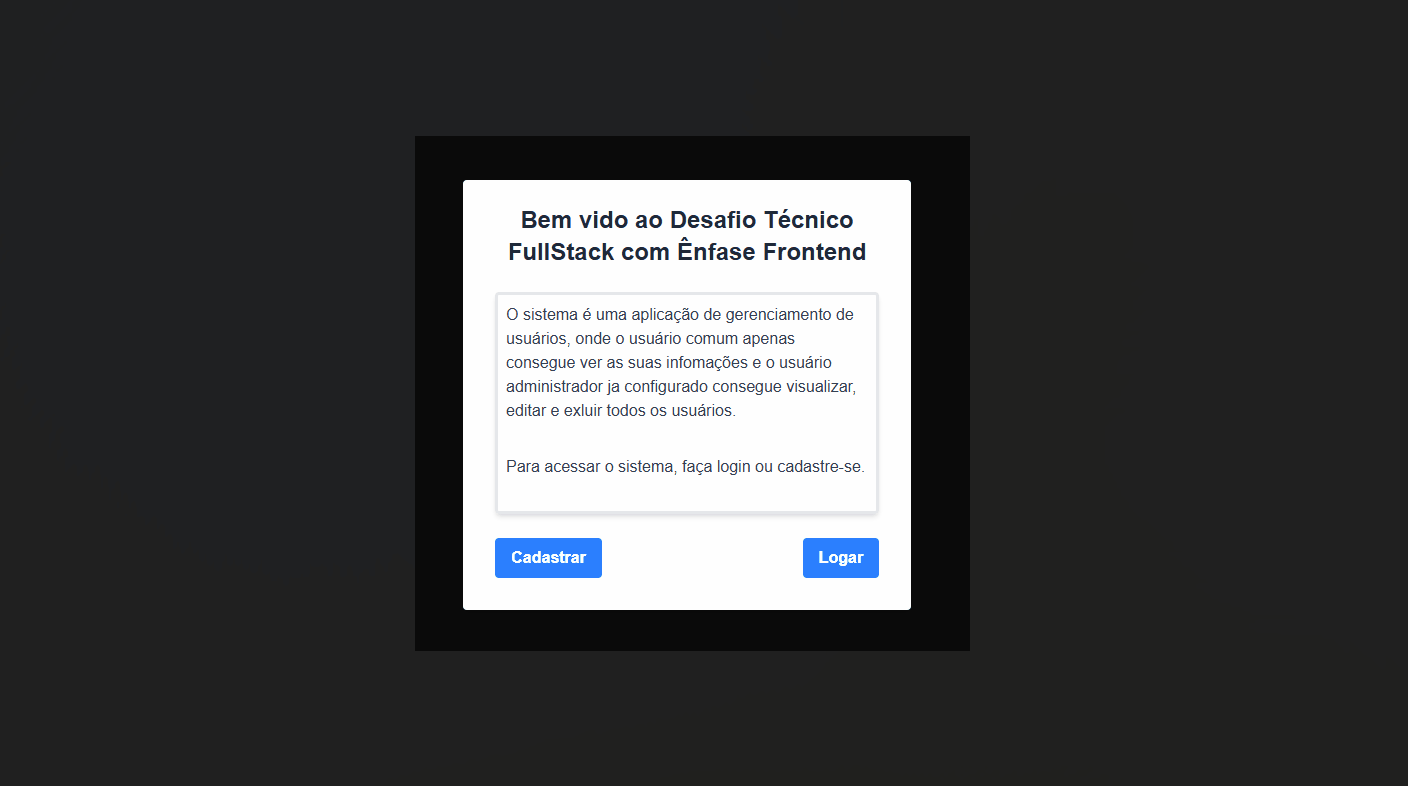 Bem vido ao Desafio Técnico
FullStack com Ênfase Frontend
O sistema é uma aplicação de gerenciamento de
usuários, onde o usuário comum apenas
consegue ver as suas infomações e o usuário
administrador ja configurado consegue visualizar,
editar e exluir todos os usuários.
Para acessar o sistema, faça login ou cadastre-se.
Cadastrar
Logar